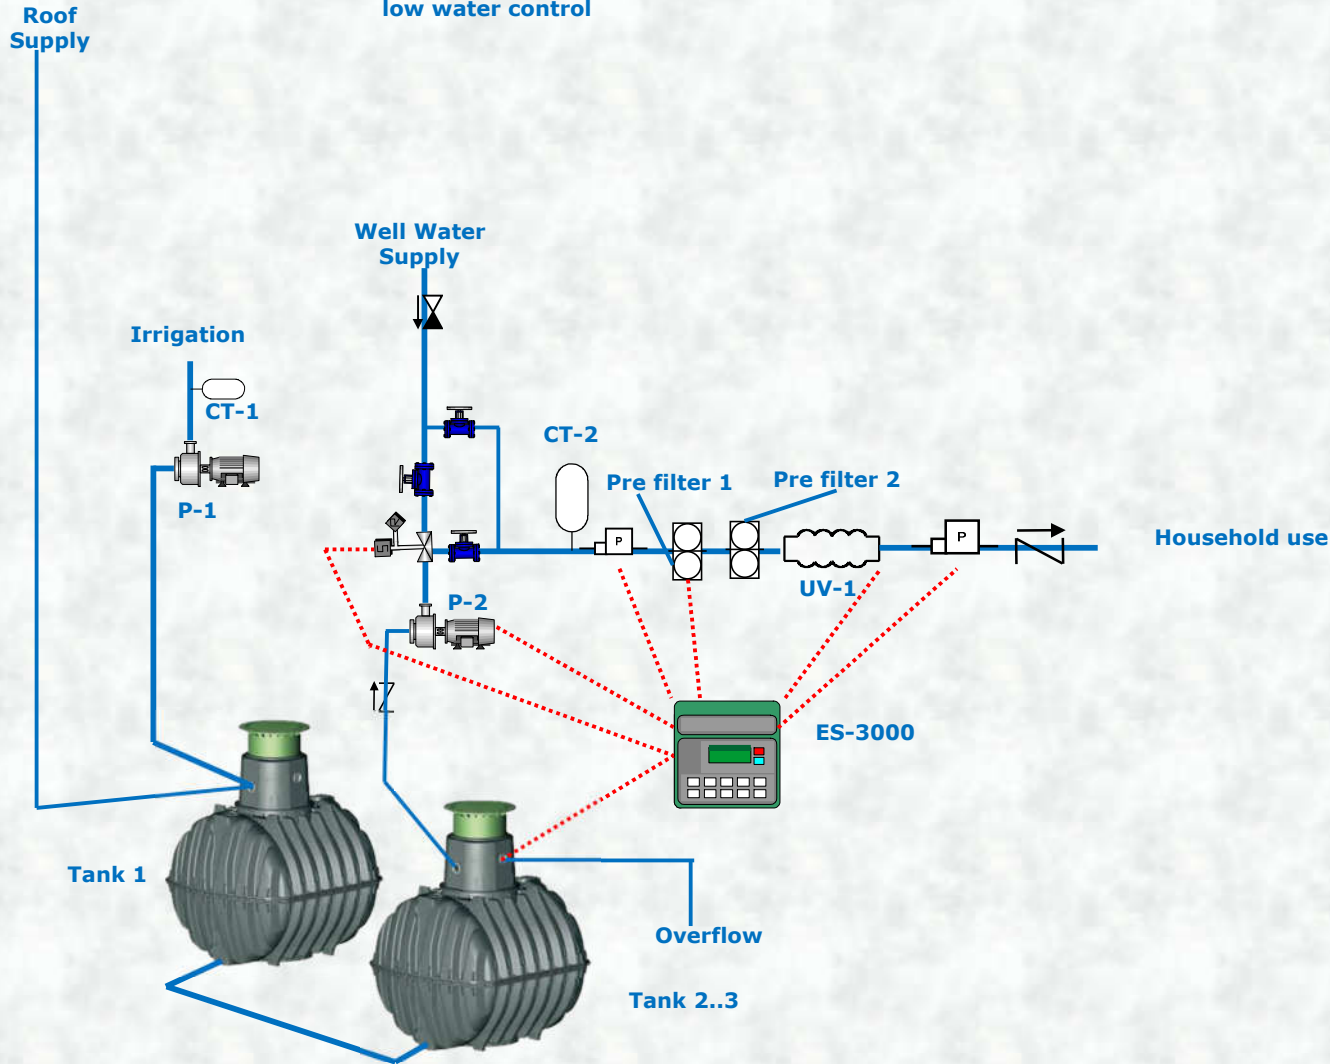 low water control
Roof
Supply
Well Water
Supply
Irrigation
CT-1
CT-2
Pre filter 1
Pre filter 2
P-1
P
P
Household use
UV-1
P-2
ES-3000
Tank 1
Overflow
Tank 2..3